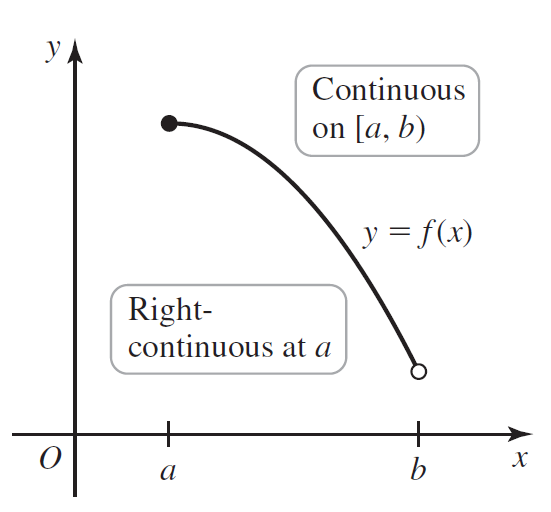 y
Continuous
on [a, b)
y = f(x)
Right-
continuous at a
O
a
b
x